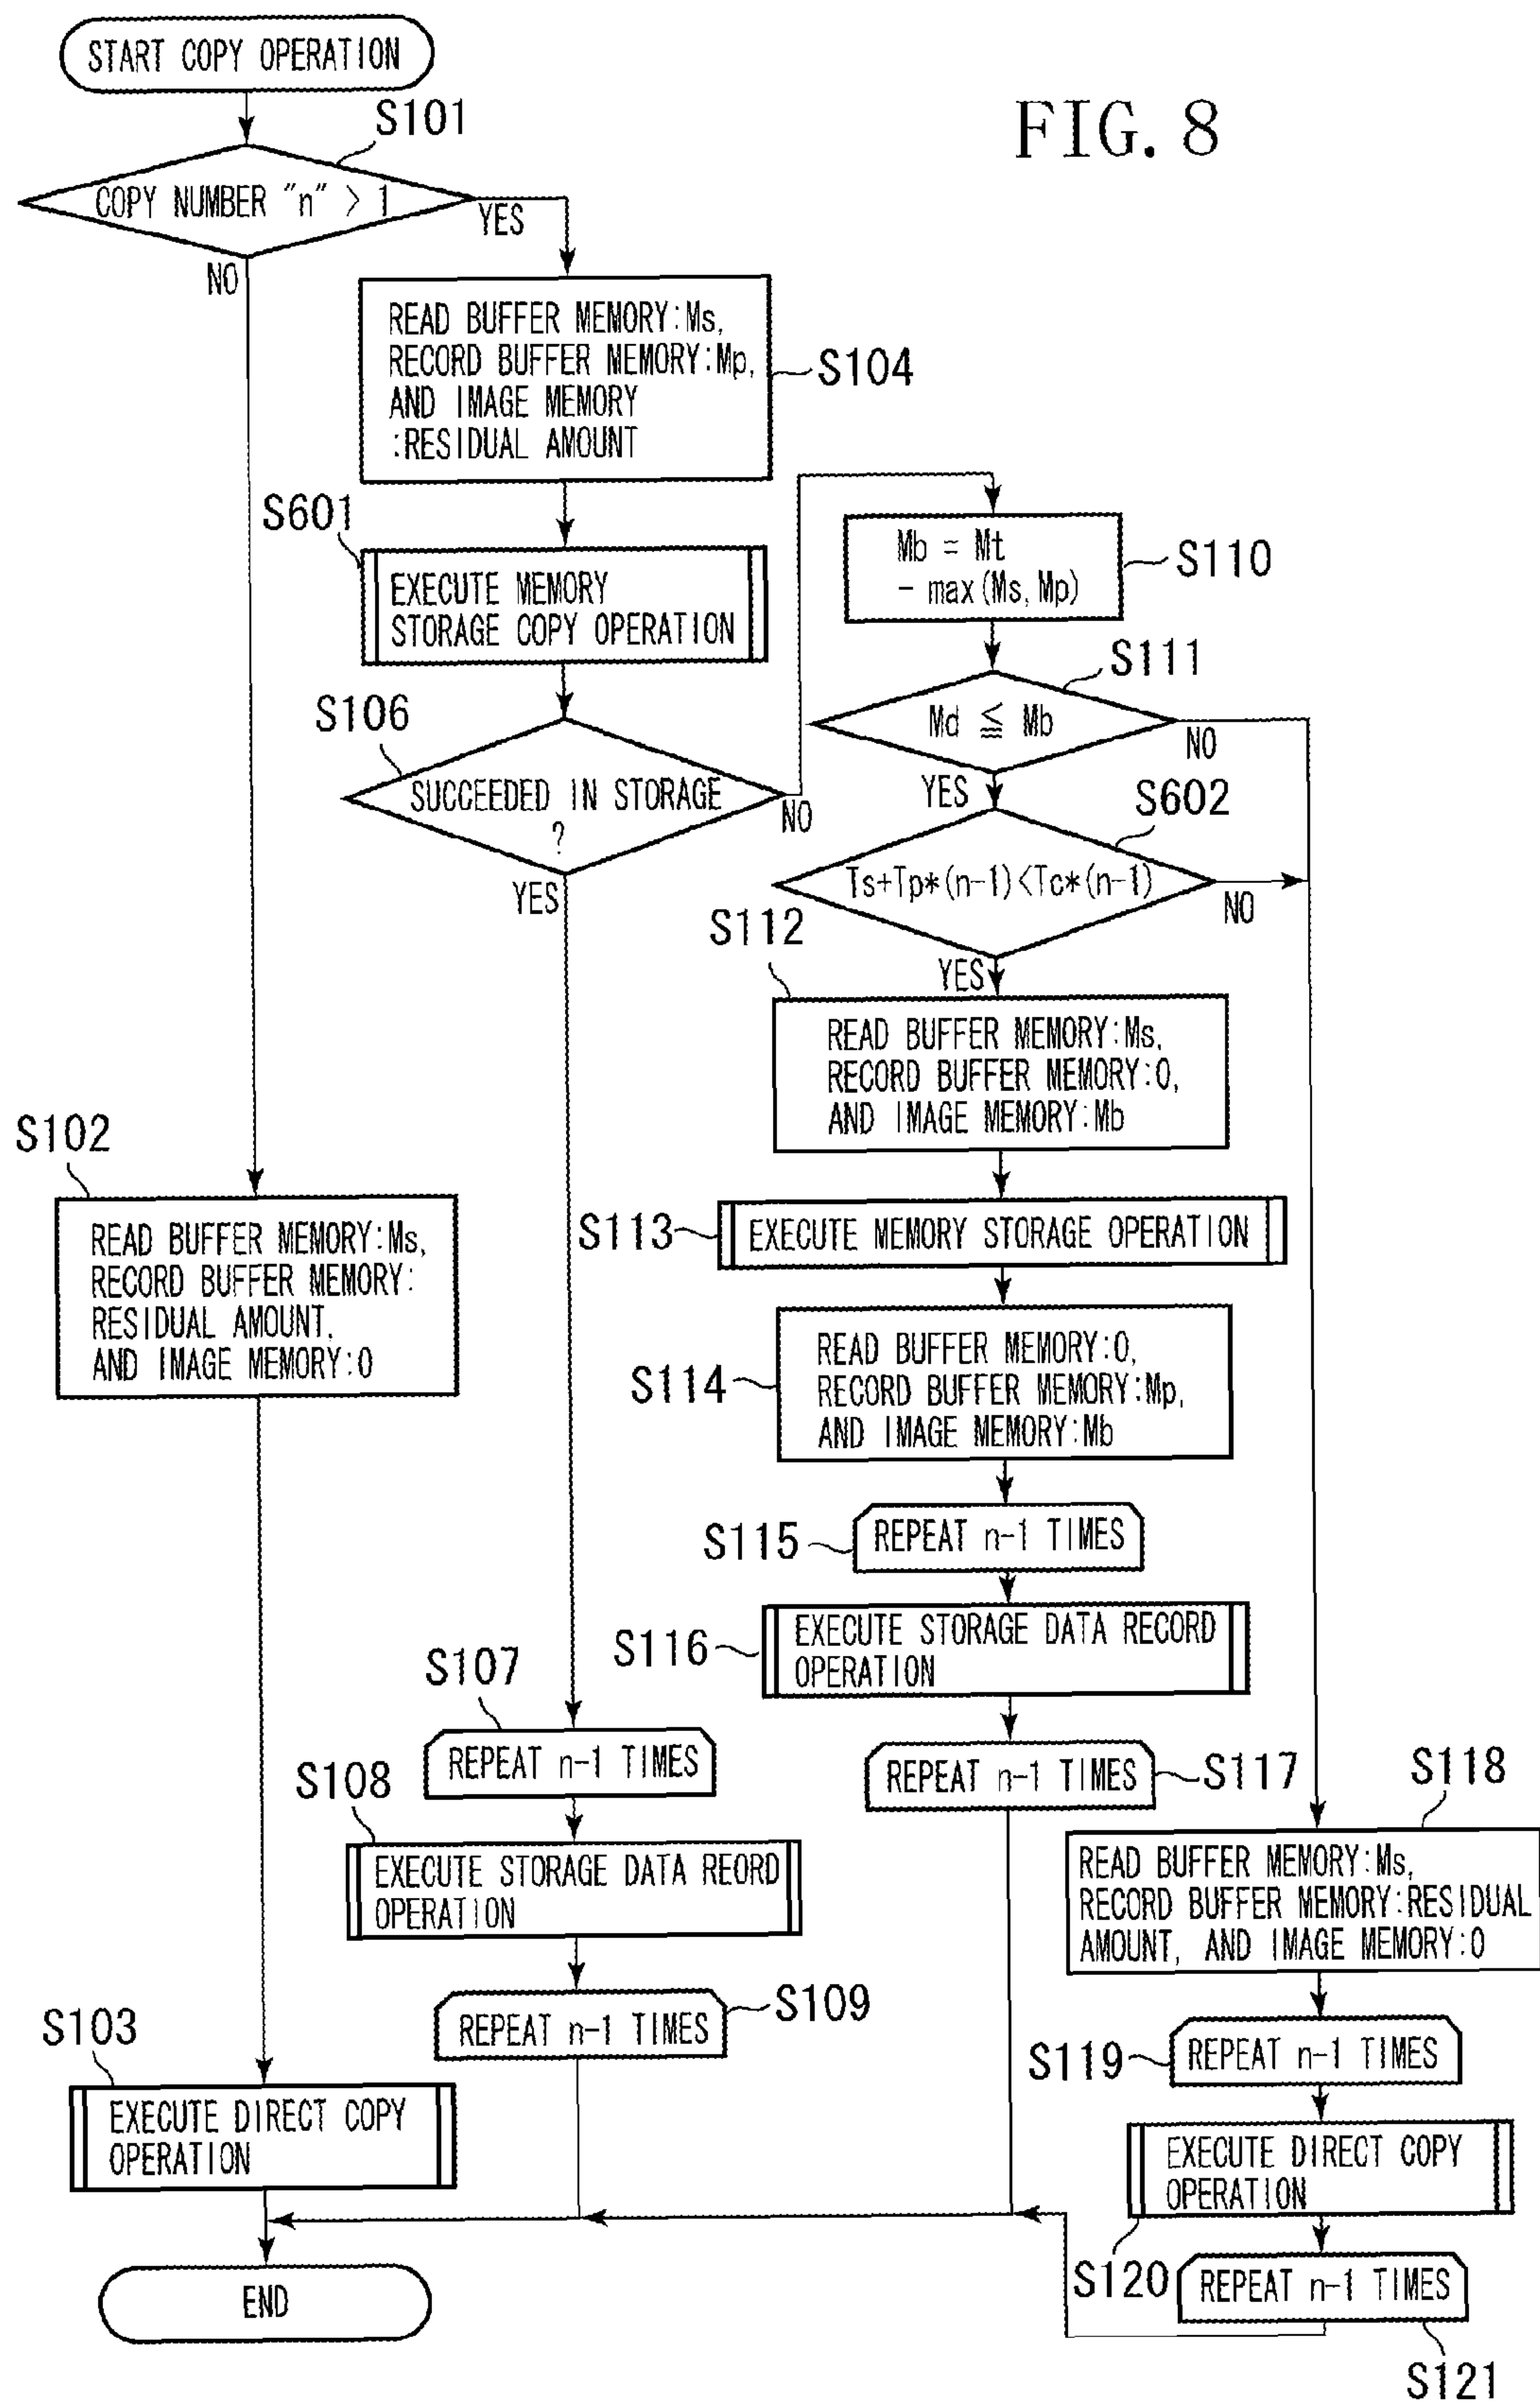 START COPY OPERATION
FIG. 8
S101
COPY NUMBER "n" > 1
YES
NO
READ BUFFER MEMORY:Ms,
RECORD BUFFER MEMORY:Mp,
AND IMAGE MEMORY
:RESIDUAL AMOUNT
S104
S601
EXECUTE MEMORY
STORAGE COPY OPERATION
S106
SUCCEEDED IN STORAGE
?
NO
YES
Mb = Mt
- max(Ms, Mp)
S110
S111
Md ≦ Mb
NO
YES
S602
Ts+Tp*(n-1)<Tc*(n-1)
NO
YES
S112
READ BUFFER MEMORY:Ms,
RECORD BUFFER MEMORY:0,
AND IMAGE MEMORY:Mb
S102
READ BUFFER MEMORY:Ms,
RECORD BUFFER MEMORY:
RESIDUAL AMOUNT,
AND IMAGE MEMORY:0
S113
EXECUTE MEMORY STORAGE OPERATION
S114
READ BUFFER MEMORY:0,
RECORD BUFFER MEMORY:Mp,
AND IMAGE MEMORY:Mb
S115
REPEAT n-1 TIMES
S116
EXECUTE STORAGE DATA RECORD
OPERATION
S107
REPEAT n-1 TIMES
REPEAT n-1 TIMES
S117
S108
EXECUTE STORAGE DATA REORD
OPERATION
S118
READ BUFFER MEMORY:Ms,
RECORD BUFFER MEMORY:RESIDUAL
AMOUNT, AND IMAGE MEMORY:0
REPEAT n-1 TIMES
S109
S103
EXECUTE DIRECT COPY
OPERATION
S119
REPEAT n-1 TIMES
EXECUTE DIRECT COPY
OPERATION
S120
REPEAT n-1 TIMES
S121
END